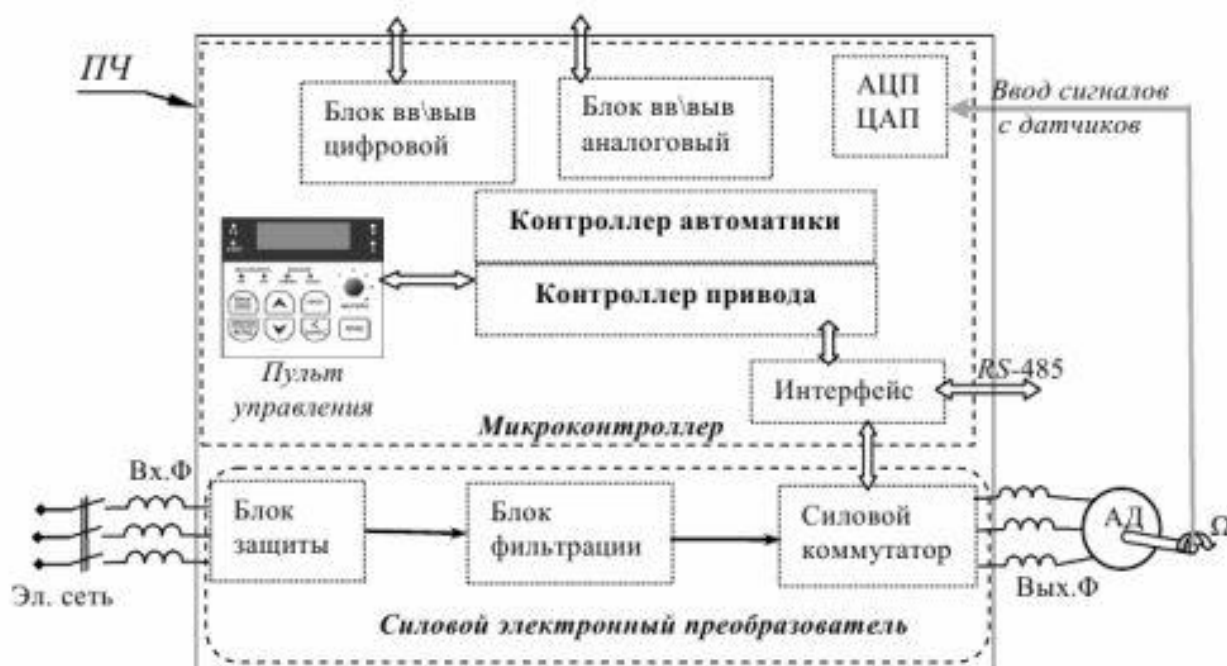 ПЧ
Блок вв\выв
цифровой
Блок вв\выв
аналоговый
АЦП
ЦАП
Ввод сигналов
с датчиков
Контроллер автоматики
Контроллер привода
Пульт
управления
Интерфейс
RS-485
Микроконтроллер
Вх.Ф
Эл. сеть
Блок
защиты
Блок
фильтрации
Силовой
коммутатор
АД
Ω
Вых.Ф
Силовой электронный преобразователь